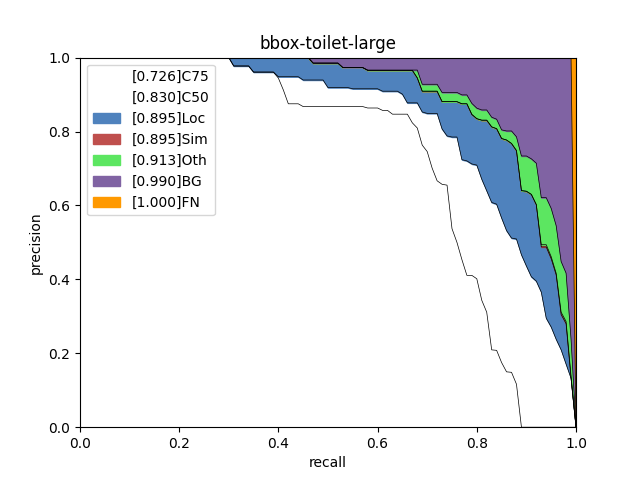 bbox-toilet-large
1.0
0.8
0.6
0.4
0.2
0.0
precision
[0.726]C75
[0.830]C50
[0.895]Loc
[0.895]Sim
[0.913]Oth
[0.990]BG
[1.000]FN
0.0 0.2 0.4 0.6 0.8 1.0
recall